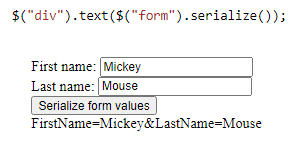 $("div").text($("form").serialize());
First name: Mickey
Last name: Mouse
Serialize form values
FirstName=Mickey&LastName=Mouse